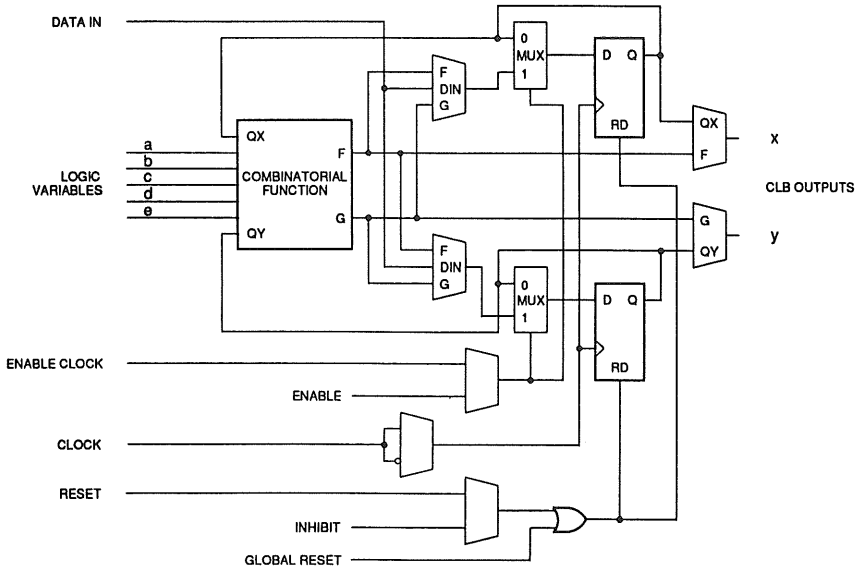 DATA IN
0
MUX
1
D Q
RD
F
DIN
G
QX
F
X
QX
a
b
c
d
e
LOGIC
VARIABLES
COMBINATORIAL
FUNCTION
F
G
QY
CLB OUTPUTS
G
QY
y
F
DIN
G
0
MUX
1
D Q
RD
ENABLE CLOCK
ENABLE
CLOCK
RESET
INHIBIT
GLOBAL RESET